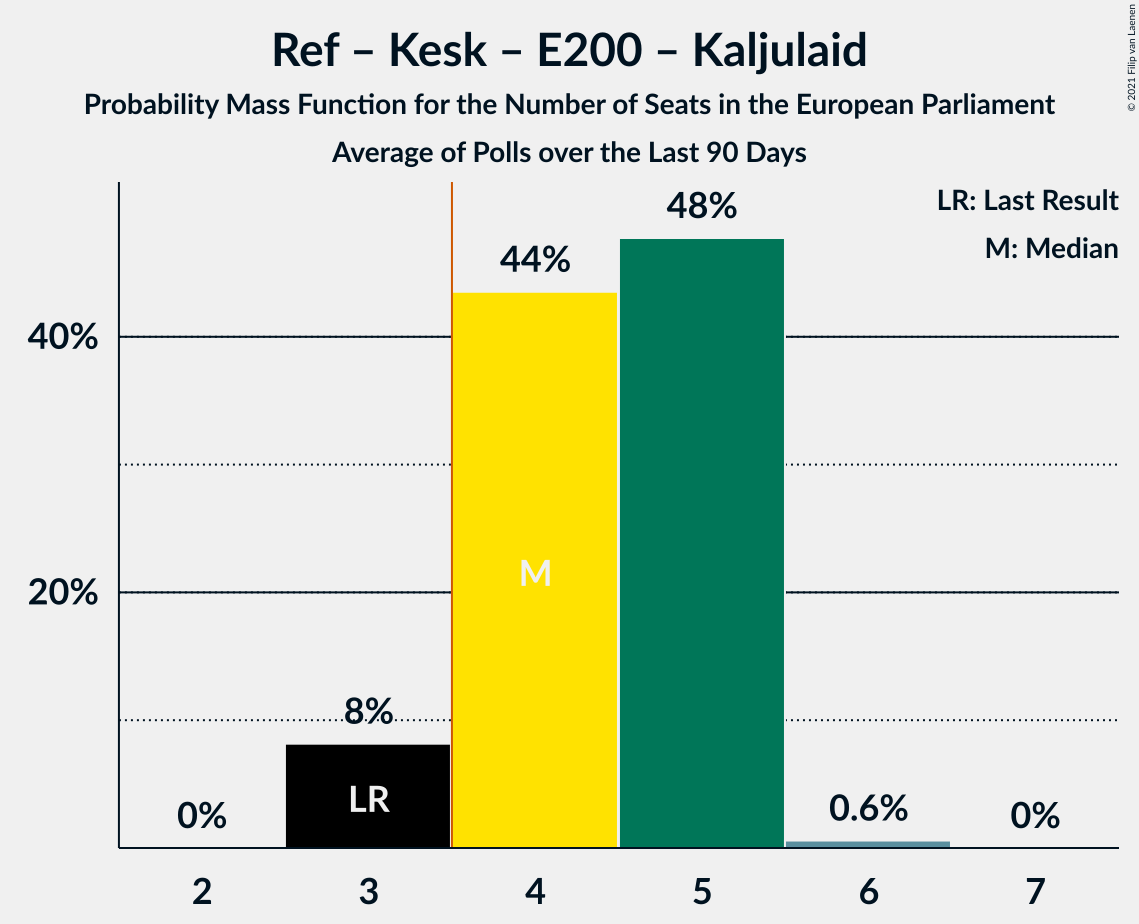 Ref – Kesk – E200 – Kaljulaid
Probability Mass Function for the Number of Seats in the European Parliament
Average of Polls over the Last 90 Days
© 2021 Filip van Laenen
LR: Last Result
M: Median
40%
20%
0%
8%
44%
48%
0.6%
0%
LR
M
2 3 4 5 6 7